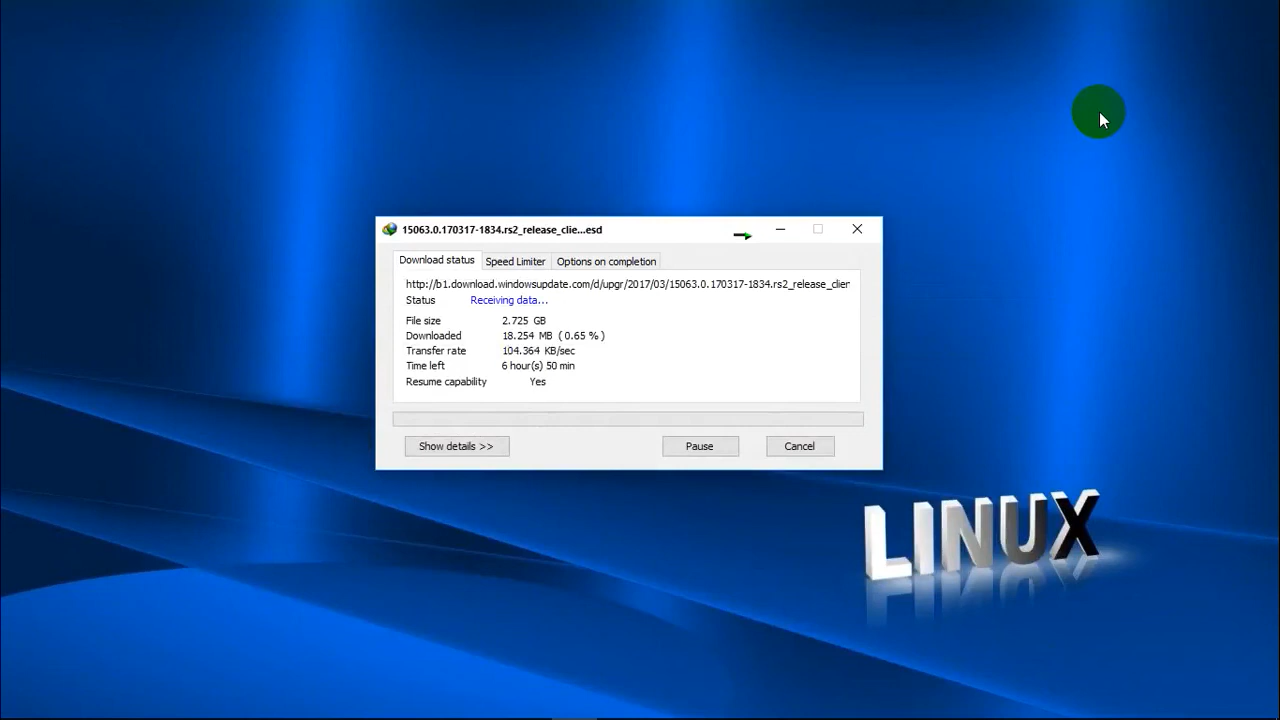 15063.0.170317-1834.rs2_release_clie...esd
Download status Speed Limiter Options on completion
http://b1.download.windowsupdate.com/d/upgr/2017/03/15063.0.170317-1834.rs2_release_clien
Status Receiving data...
File size 2.725 GB
Downloaded 18.254 MB ( 0.65 % )
Transfer rate 104.364 KB/sec
Time left 6 hour(s) 50 min
Resume capability Yes
Show details >> Pause Cancel
LINUX